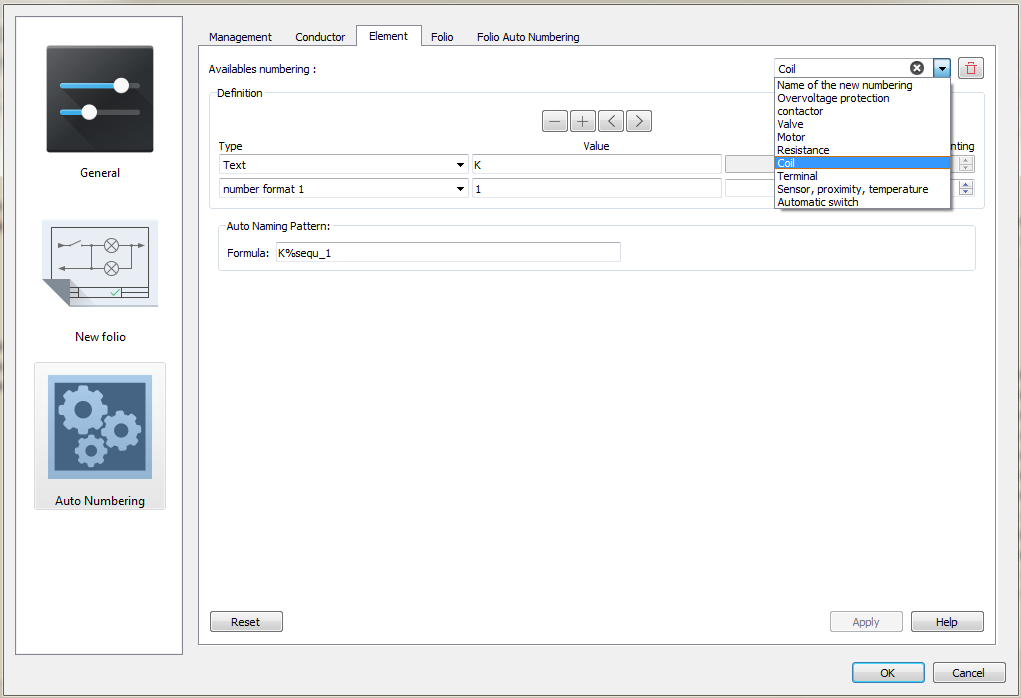 General
New folio
Auto Numbering
Management Conductor Element Folio Folio Auto Numbering
Availables numbering : Coil
Name of the new numbering
Overvoltage protection
contactor
Valve
Motor
Resistance
Coil
Terminal
Sensor, proximity, temperature
Automatic switch
Definition
Type Value
Text K
number format 1 1
Auto Naming Pattern:
Formula: K%sequ_1
Reset Apply Help
OK Cancel